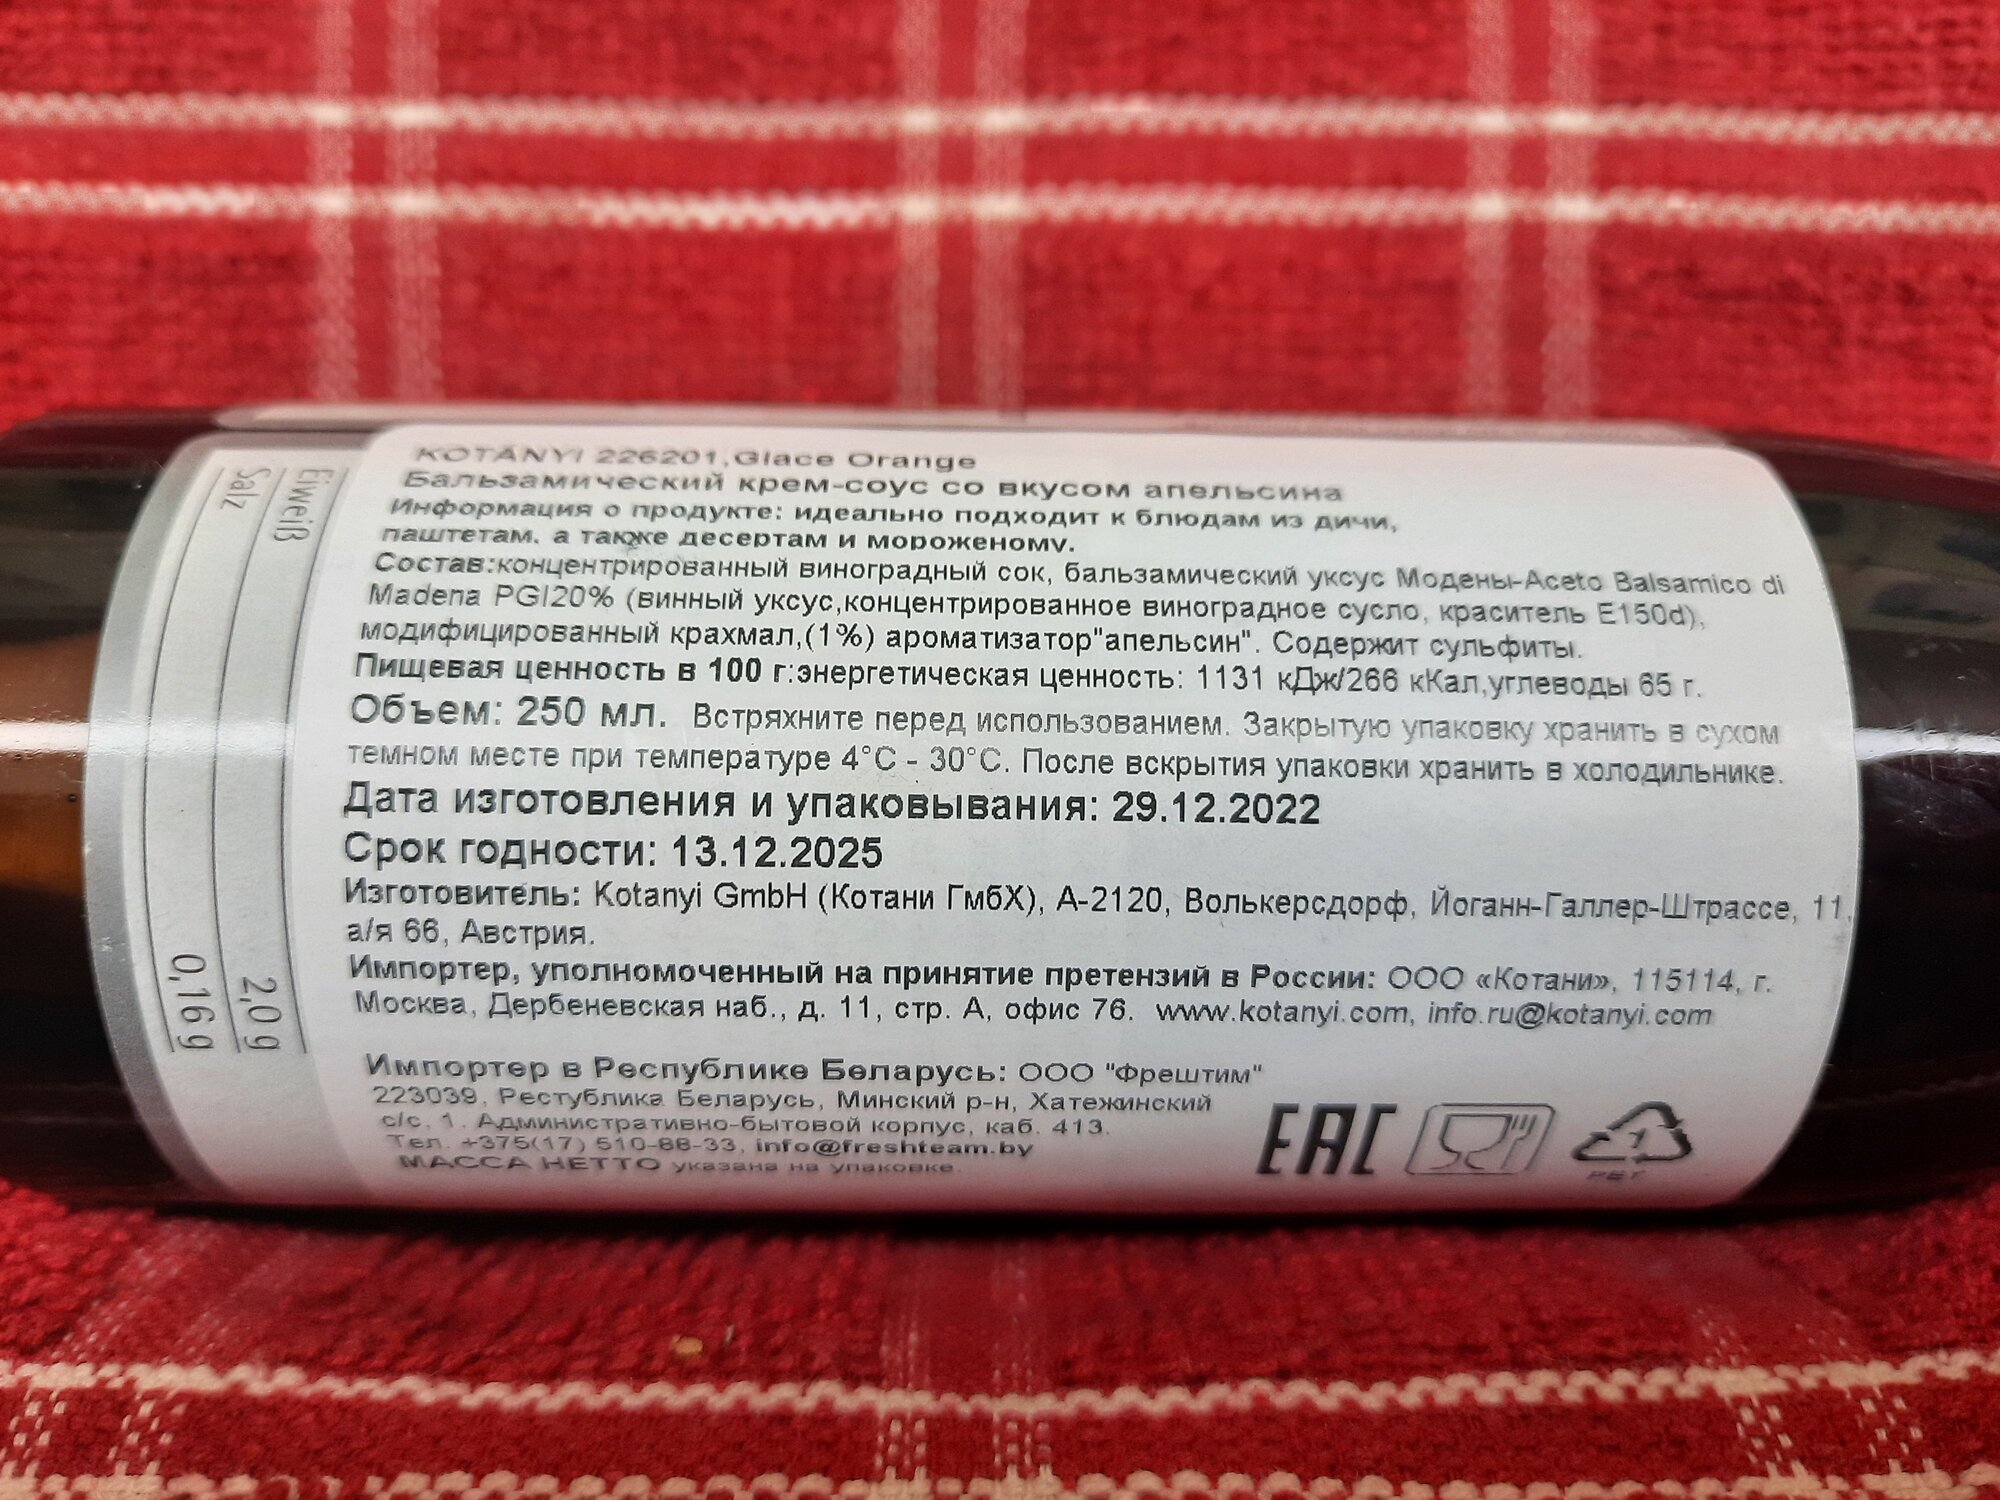 KOTÁNYI 226201,Glace Orange
Бальзамический крем-соус со вкусом апельсина
Информация о продукте: идеально подходит к блюдам из дичи,
паштетам, а также десертам и мороженому.
Состав:концентрированный виноградный сок, бальзамический уксус Модены-Aceto Balsamico di
Madena PGI20% (винный уксус,концентрированное виноградное сусло, краситель E150d),
модифицированный крахмал,(1%) ароматизатор"апельсин". Содержит сульфиты.
Пищевая ценность в 100 г:энергетическая ценность: 1131 кДж/266 кКал,углеводы 65 г.
Объем: 250 мл. Встряхните перед использованием. Закрытую упаковку хранить в сухом
темном месте при температуре 4°C - 30°C. После вскрытия упаковки хранить в холодильнике.
Дата изготовления и упаковывания: 29.12.2022
Срок годности: 13.12.2025
Изготовитель: Kotanyi GmbH (Котани ГмбХ), А-2120, Волькерсдорф, Йоганн-Галлер-Штрассе, 11,
а/я 66, Австрия.
Импортер, уполномоченный на принятие претензий в России: ООО «Котани», 115114, г.
Москва, Дербеневская наб., д. 11, стр. А, офис 76. www.kotanyi.com, info.ru@kotanyi.com
Импортер в Республике Беларусь: ООО "Фрештим"
223039, Республика Беларусь, Минский р-н, Хатежинский
с/с, 1. Административно-бытовой корпус, каб. 413.
Тел. +375(17) 510-88-33, info@freshteam.by
МАССА НЕТТО указана на упаковке.
EAC
1
PET
Eiweiß 2,0g
Salz 0,16g